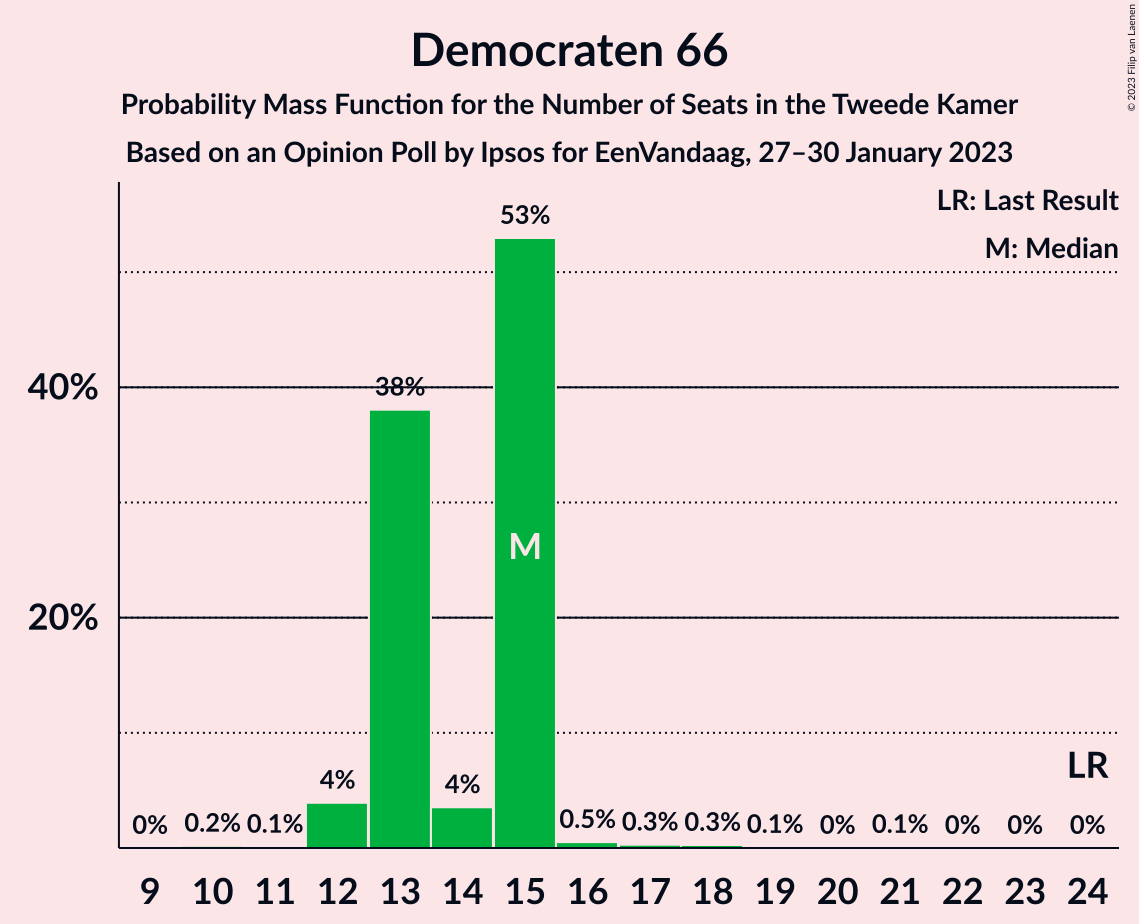 Democraten 66
Probability Mass Function for the Number of Seats in the Tweede Kamer
Based on an Opinion Poll by Ipsos for EenVandaag, 27–30 January 2023
© 2023 Filip van Laenen
LR: Last Result
M: Median
53%
40%
38%
M
20%
LR
4%
4%
0% 0.2% 0.1% 0.5% 0.3% 0.3% 0.1% 0% 0.1% 0% 0% 0%
9 10 11 12 13 14 15 16 17 18 19 20 21 22 23 24